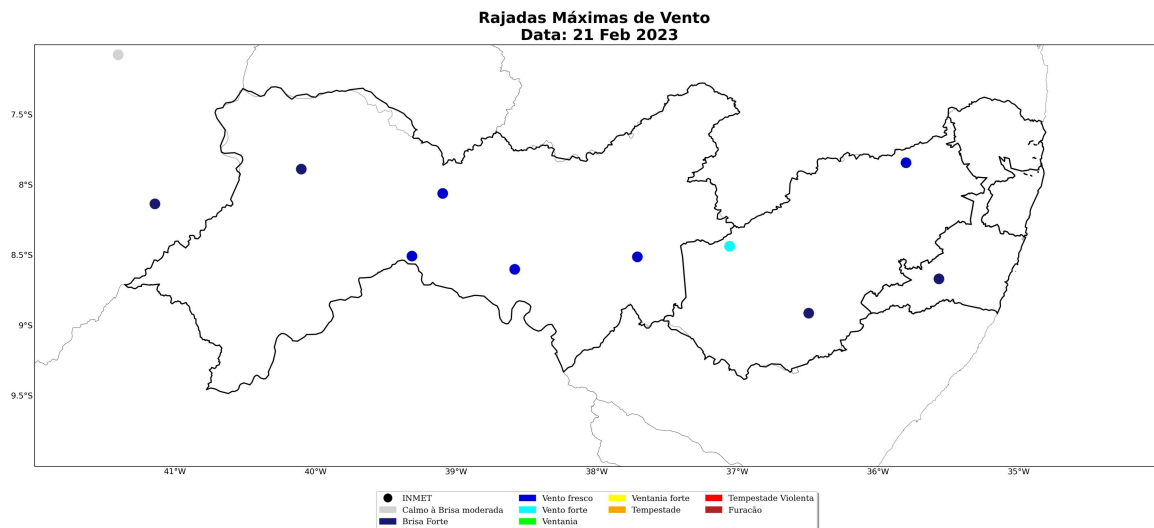 Rajadas Máximas de Vento
Data: 21 Feb 2023
7.5°S
8°S
8.5°S
9°S
9.5°S
41°W
40°W
39°W
38°W
37°W
36°W
35°W
INMET
Calmo à Brisa moderada
Brisa Forte
Vento fresco
Vento forte
Ventania
Ventania forte
Tempestade
Tempestade Violenta
Furacão